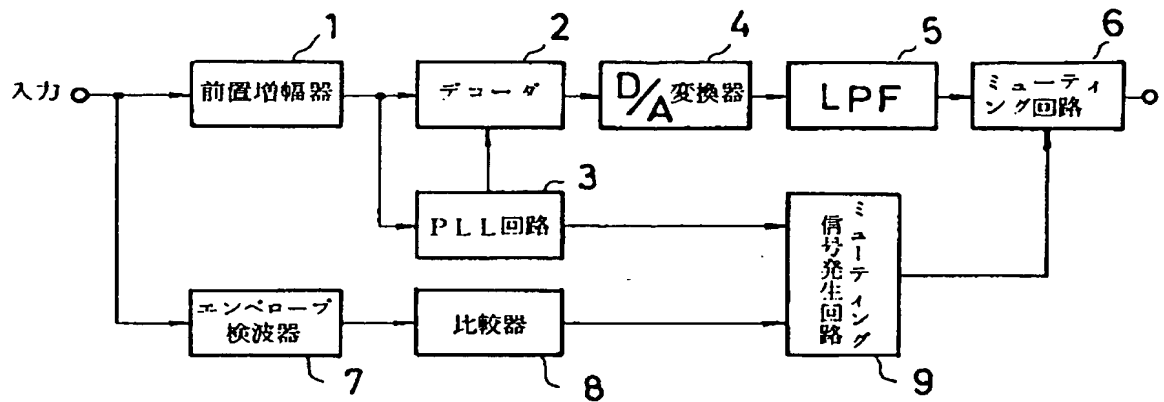 1
2
4
5
6
入力
前置増幅器
デコーダ
D/A変換器
LPF
ミューティ
ング回路
3
PLL回路
ミューティング
信号発生回路
エンベロープ
検波器
比較器
7
8
9